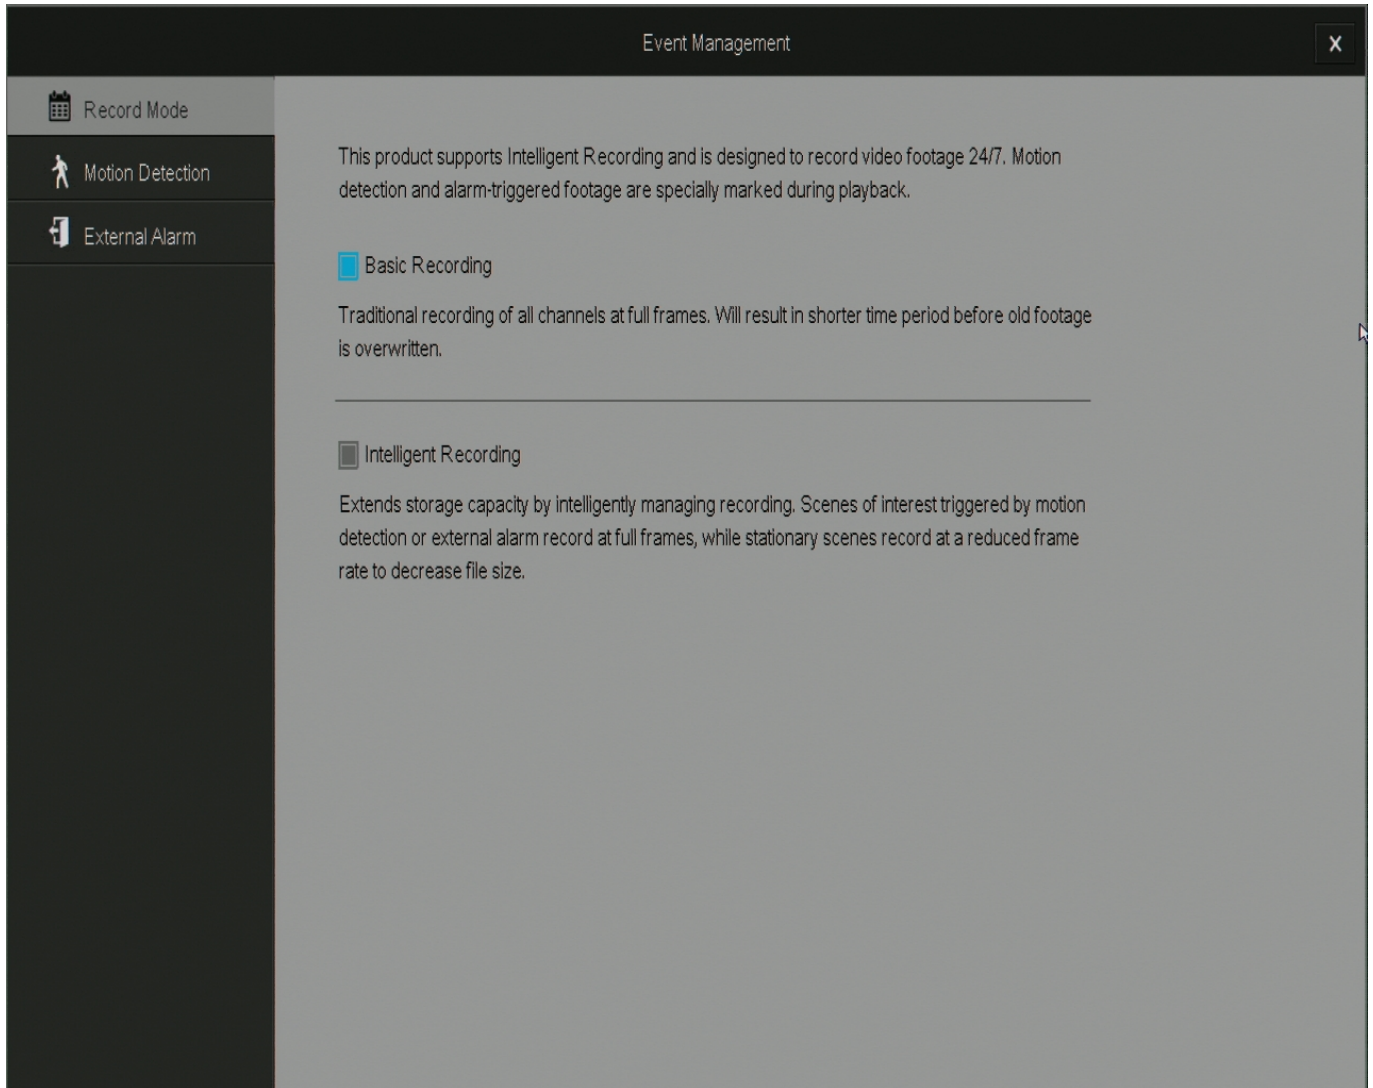 Event Management
X
Record Mode
Motion Detection
External Alarm
This product supports Intelligent Recording and is designed to record video footage 24/7. Motion
detection and alarm-triggered footage are specially marked during playback.
Basic Recording
Traditional recording of all channels at full frames. Will result in shorter time period before old footage
is overwritten.
Intelligent Recording
Extends storage capacity by intelligently managing recording. Scenes of interest triggered by motion
detection or external alarm record at full frames, while stationary scenes record at a reduced frame
rate to decrease file size.